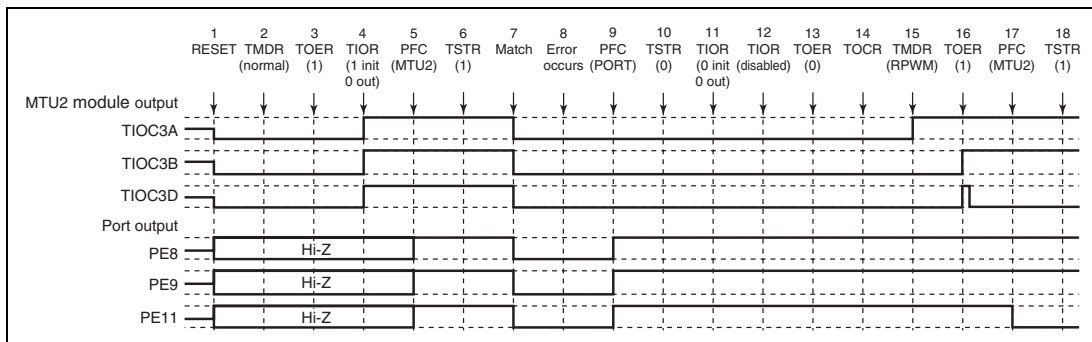 1 2 3 4 5 6 7 8 9 10 11 12 13 14 15 16 17 18
RESET TMDR TOER TIOR PFC TSTR Match Error PFC TSTR TIOR TIOR TOER TOCR TMDR TOER PFC TSTR
(normal) (1) (1 init (MTU2) (1) occurs (PORT) (0) (0 init (disabled) (0) (RPWM) (1) (MTU2) (1)
0 out) 0 out)
MTU2 module output
TIOC3A
TIOC3B
TIOC3D
Port output
PE8 Hi-Z
PE9 Hi-Z
PE11 Hi-Z